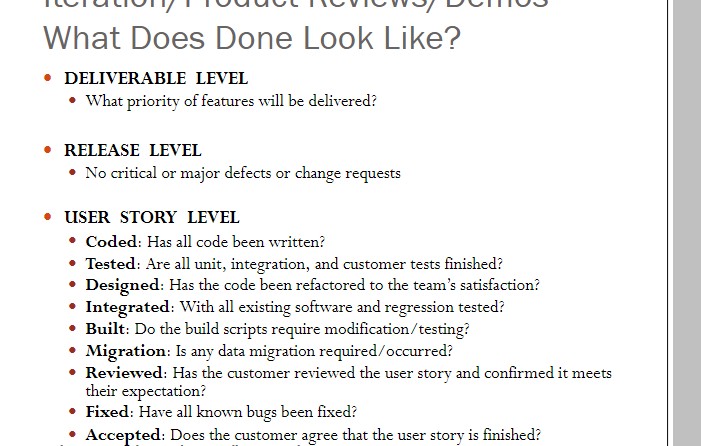 Iteration/Product Reviews/Demos
What Does Done Look Like?
• DELIVERABLE LEVEL
• What priority of features will be delivered?
• RELEASE LEVEL
• No critical or major defects or change requests
• USER STORY LEVEL
• Coded: Has all code been written?
• Tested: Are all unit, integration, and customer tests finished?
• Designed: Has the code been refactored to the team’s satisfaction?
• Integrated: With all existing software and regression tested?
• Built: Do the build scripts require modification/testing?
• Migration: Is any data migration required/occurred?
• Reviewed: Has the customer reviewed the user story and confirmed it meets
their expectation?
• Fixed: Have all known bugs been fixed?
• Accepted: Does the customer agree that the user story is finished?